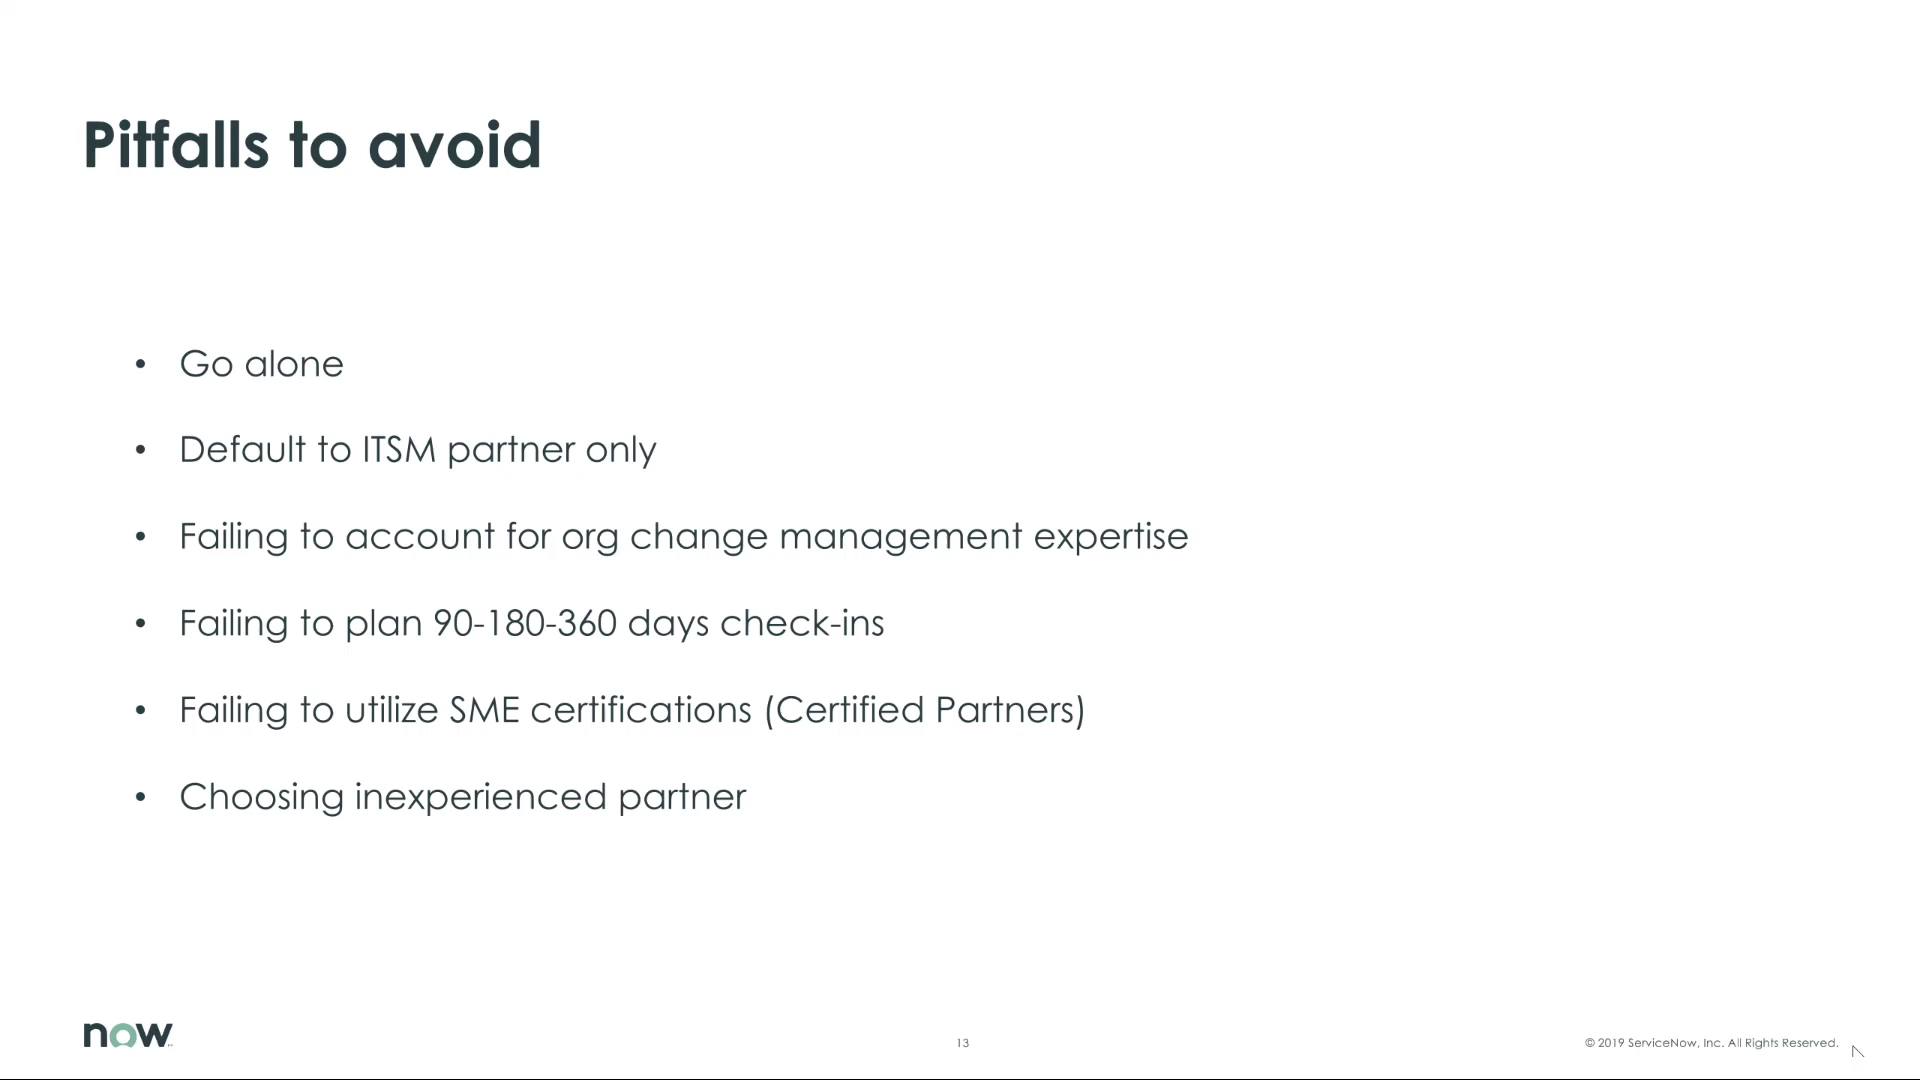 Pitfalls to avoid
• Go alone
• Default to ITSM partner only
• Failing to account for org change management expertise
• Failing to plan 90-180-360 days check-ins
• Failing to utilize SME certifications (Certified Partners)
• Choosing inexperienced partner
now
13
© 2019 ServiceNow, Inc. All Rights Reserved.